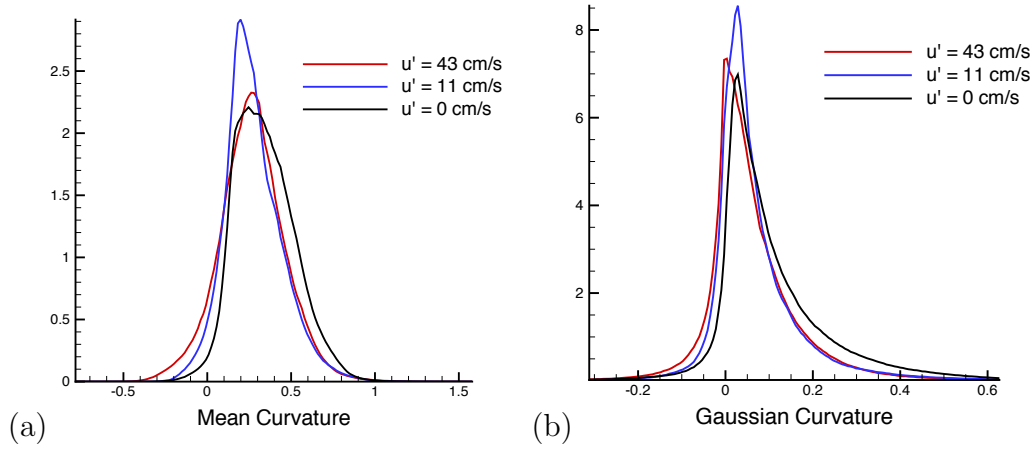 2.5
2
1.5
1
0.5
0
-0.5
0
0.5
1
1.5
u' = 43 cm/s
u' = 11 cm/s
u' = 0 cm/s
Mean Curvature
(a)
8
6
4
2
-0.2
0
0.2
0.4
0.6
u' = 43 cm/s
u' = 11 cm/s
u' = 0 cm/s
Gaussian Curvature
(b)